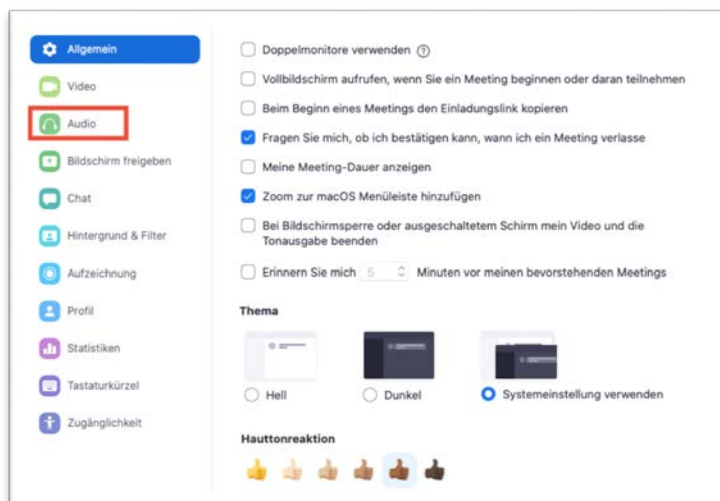 Allgemein
Video
Audio
Bildschirm freigeben
Chat
Hintergrund & Filter
Aufzeichnung
Profil
Statistiken
Tastaturkürzel
Zugänglichkeit
Doppelmonitore verwenden ?
Vollbildschirm aufrufen, wenn Sie ein Meeting beginnen oder daran teilnehmen
Beim Beginn eines Meetings den Einladungslink kopieren
Fragen Sie mich, ob ich bestätigen kann, wann ich ein Meeting verlasse
Meine Meeting-Dauer anzeigen
Zoom zur macOS Menüleiste hinzufügen
Bei Bildschirmsperre oder ausgeschaltetem Schirm mein Video und die
Tonausgabe beenden
Erinnern Sie mich 5 Minuten vor meinen bevorstehenden Meetings
Thema
Hell Dunkel Systemeinstellung verwenden
Hauttonreaktion